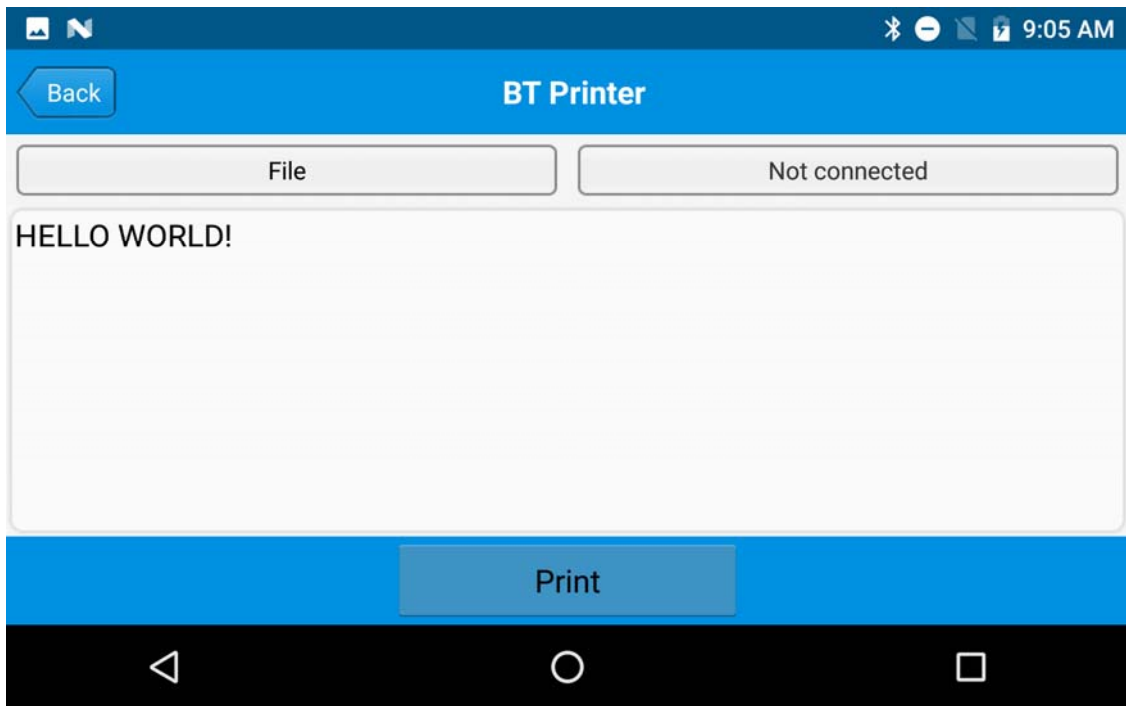 9:05 AM
Back
BT Printer
File
Not connected
HELLO WORLD!
Print